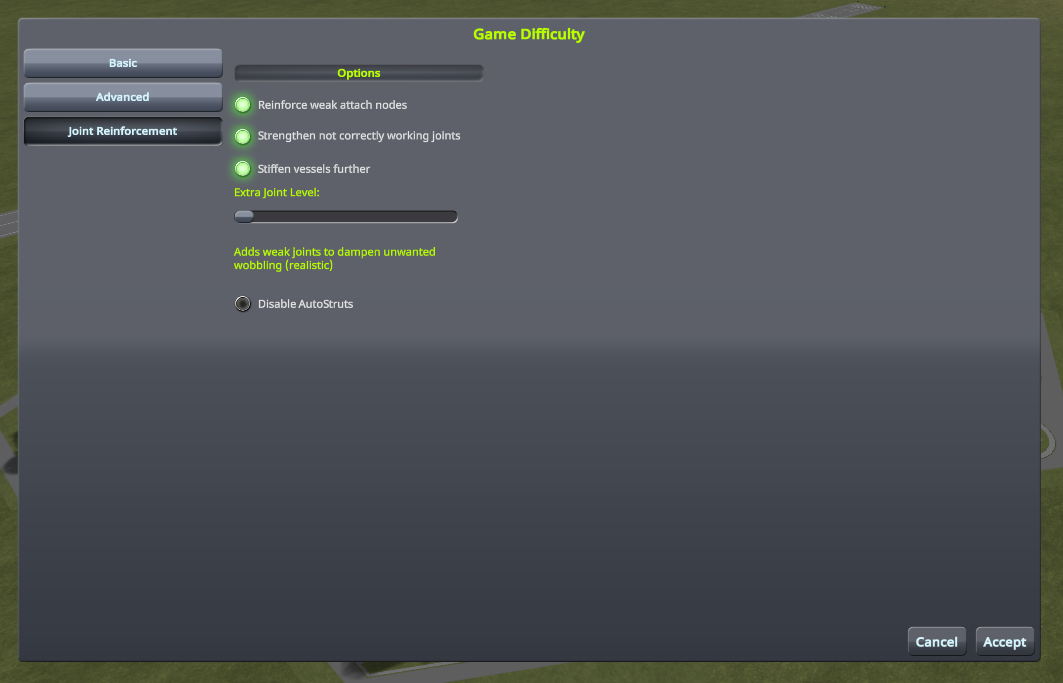 Game Difficulty
Basic
Advanced
Joint Reinforcement
Options
Reinforce weak attach nodes
Strengthen not correctly working joints
Stiffen vessels further
Extra Joint Level:
Adds weak joints to dampen unwanted
wobbling (realistic)
Disable AutoStruts
Cancel
Accept